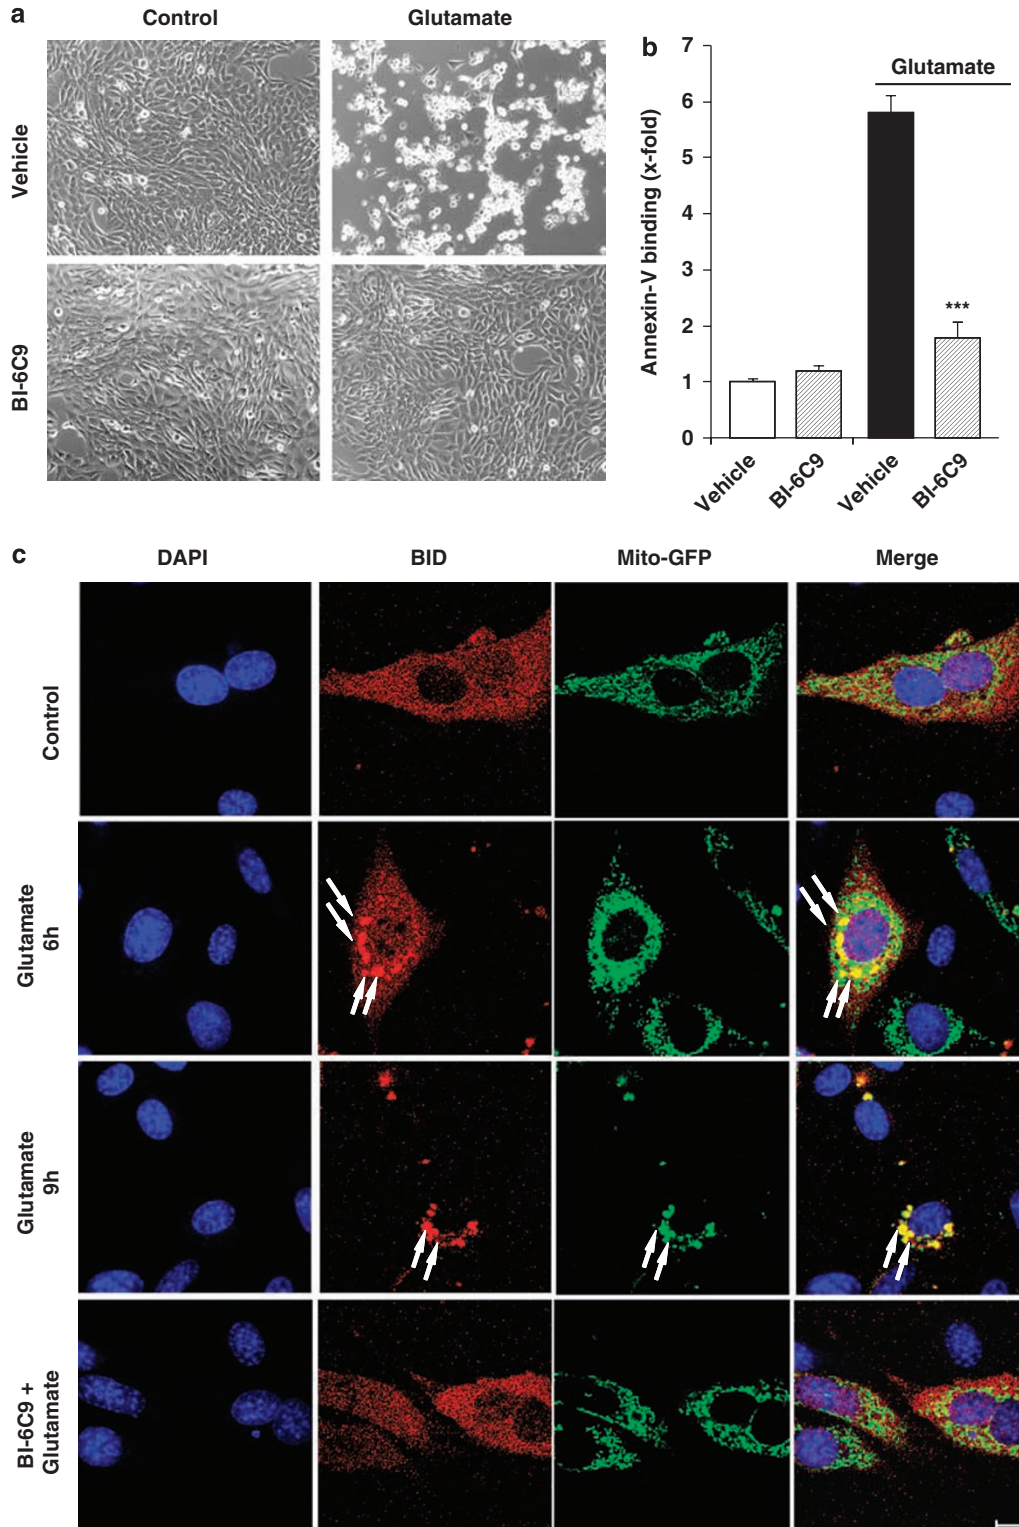 a
Control
Glutamate
Vehicle
BI-6C9
b
Annexin-V binding (x-fold)
7
6
5
4
3
2
1
0
Glutamate
***
Vehicle
BI-6C9
Vehicle
BI-6C9
c
DAPI
BID
Mito-GFP
Merge
Control
Glutamate
6h
Glutamate
9h
BI-6C9 +
Glutamate